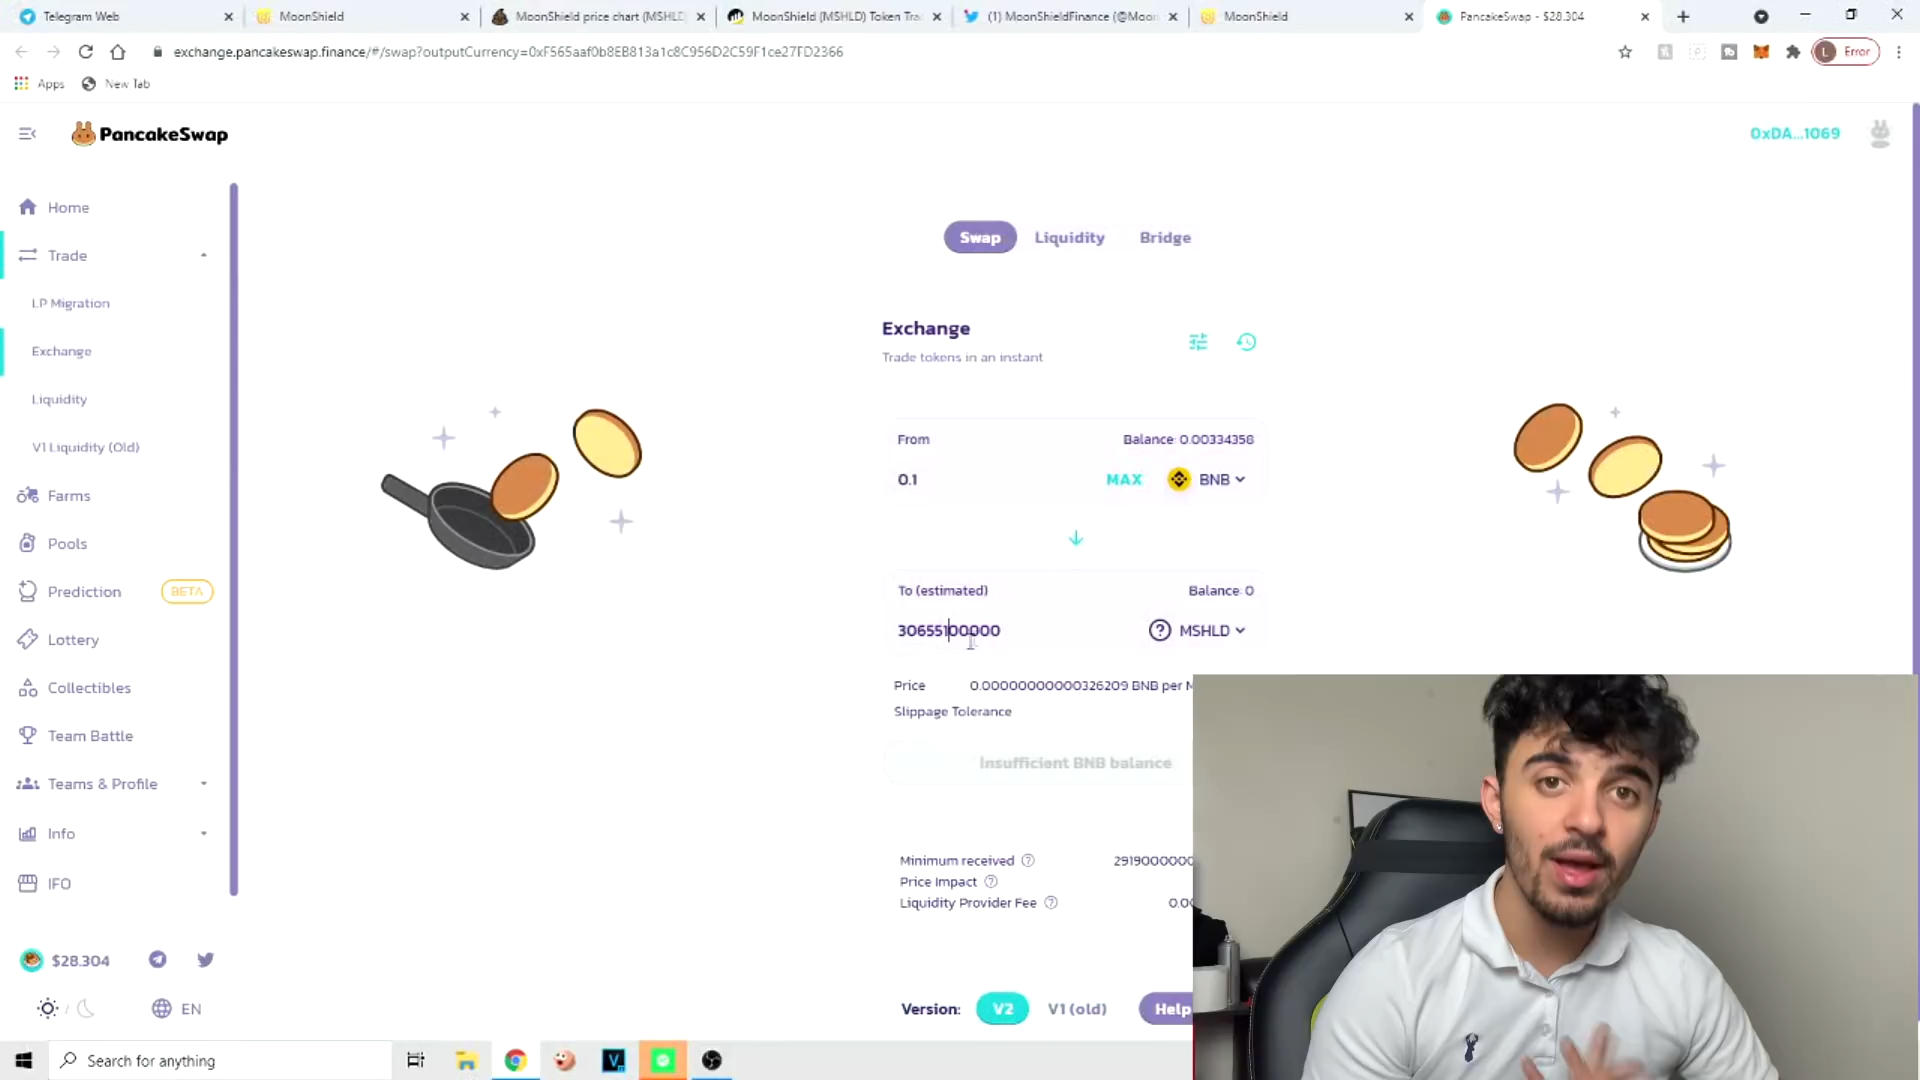 Telegram Web
MoonShield
MoonShield price chart (MSHLD
MoonShield (MSHLD) Token Tra
(1) MoonShieldFinance (@Moon
MoonShield
PancakeSwap - $28.304
exchange.pancakeswap.finance/#/swap?outputCurrency=0xF565aaf0b8EB813a1c8C956D2C59F1ce27FD2366
L Error
Apps
New Tab
PancakeSwap
0xDA...1069
Home
Trade
LP Migration
Exchange
Liquidity
V1 Liquidity (Old)
Farms
Pools
Prediction BETA
Lottery
Collectibles
Team Battle
Teams & Profile
Info
IFO
$28.304
EN
Swap Liquidity Bridge
Exchange
Trade tokens in an instant
From Balance: 0.00334358
0.1 MAX BNB
To (estimated) Balance: 0
30655100000 MSHLD
Price 0.00000000000326209 BNB per M
Slippage Tolerance
Insufficient BNB balance
Minimum received 2919000000
Price Impact
Liquidity Provider Fee 0.00
Version: V2 V1 (old) Help
Search for anything
V